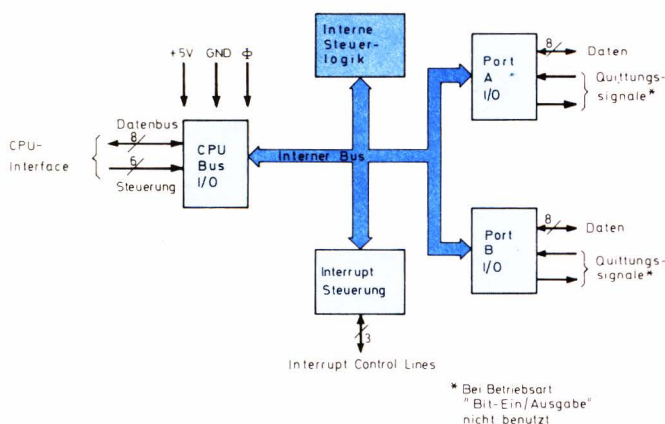 +5V GND Φ
Interne
Steuer-
logik
Port
A
I/O
8
Daten
Quittungs-
signale*
CPU-
Interface
Datenbus
8
6
Steuerung
CPU
Bus
I/O
Interner Bus
Port
B
I/O
8
Daten
Quittungs-
signale*
Interrupt
Steuerung
3
Interrupt Control Lines
* Bei Betriebsart
"Bit-Ein/Ausgabe"
nicht benutzt